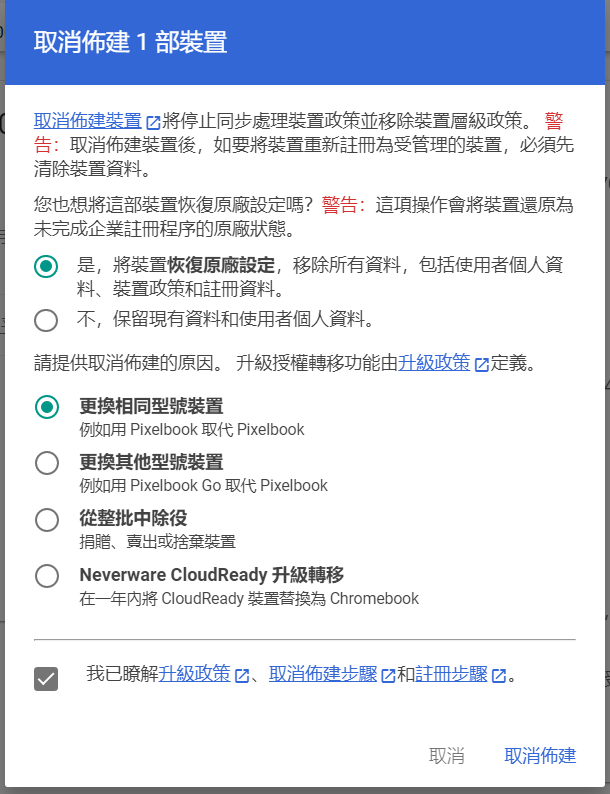 取消佈建 1 部裝置
取消佈建裝置將停止同步處理裝置政策並移除裝置層級政策。 警
告：取消佈建裝置後，如要將裝置重新註冊為受管理的裝置，必須先
清除裝置資料。
您也想將這部裝置恢復原廠設定嗎？警告：這項操作會將裝置還原為
未完成企業註冊程序的原廠狀態。
是，將裝置恢復原廠設定，移除所有資料，包括使用者個人資
料、裝置政策和註冊資料。
不，保留現有資料和使用者個人資料。
請提供取消佈建的原因。 升級授權轉移功能由升級政策定義。
更換相同型號裝置
例如用 Pixelbook 取代 Pixelbook
更換其他型號裝置
例如用 Pixelbook Go 取代 Pixelbook
從整批中除役
捐贈、賣出或捨棄裝置
Neverware CloudReady 升級轉移
在一年內將 CloudReady 裝置替換為 Chromebook
我已瞭解升級政策、取消佈建步驟和註冊步驟。
取消 取消佈建